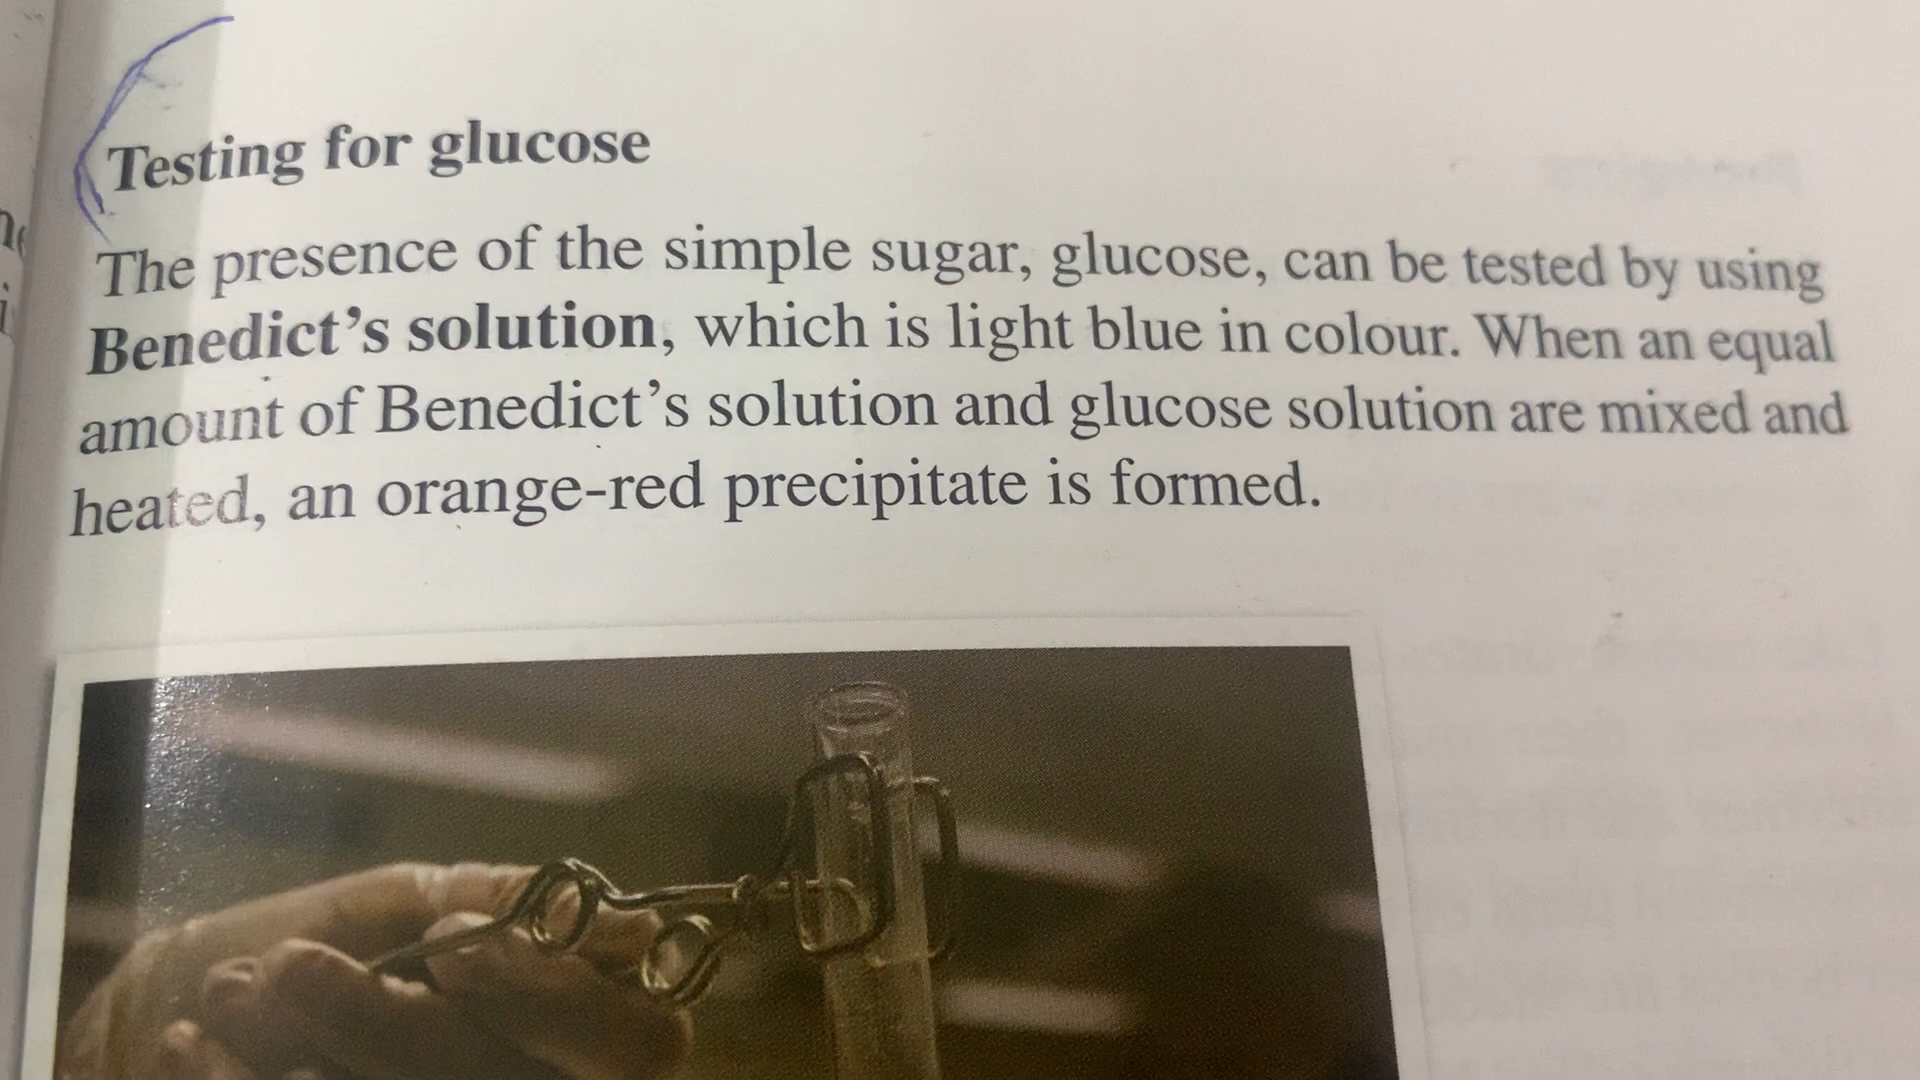 Testing for glucose
The presence of the simple sugar, glucose, can be tested by using
Benedict’s solution, which is light blue in colour. When an equal
amount of Benedict’s solution and glucose solution are mixed and
heated, an orange-red precipitate is formed.